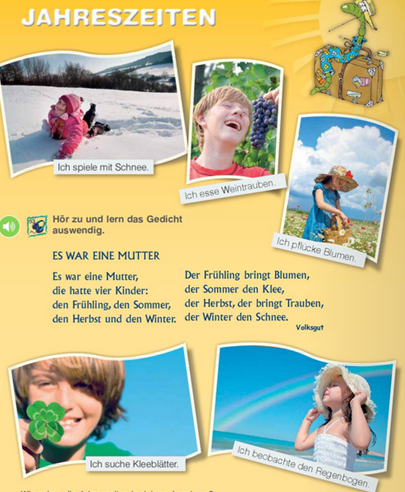 JAHRESZEITEN
Ich spiele mit Schnee.
Ich esse Weintrauben.
Ich pflücke Blumen.
Hör zu und lern das Gedicht
auswendig.
ES WAR EINE MUTTER
Es war eine Mutter,
die hatte vier Kinder:
den Frühling, den Sommer,
den Herbst und den Winter.
Der Frühling bringt Blumen,
der Sommer den Klee,
der Herbst, der bringt Trauben,
der Winter den Schnee.
Volksgut
Ich suche Kleeblätter.
Ich beobachte den Regenbogen.